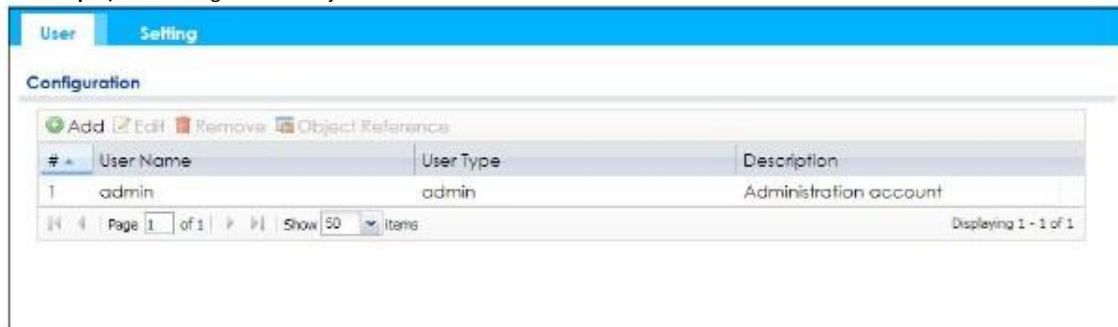 User Setting
Configuration
Add Edit Remove Object Reference
# User Name User Type Description
1 admin admin Administration account
Page 1 of 1 Show 50 items Displaying 1 - 1 of 1